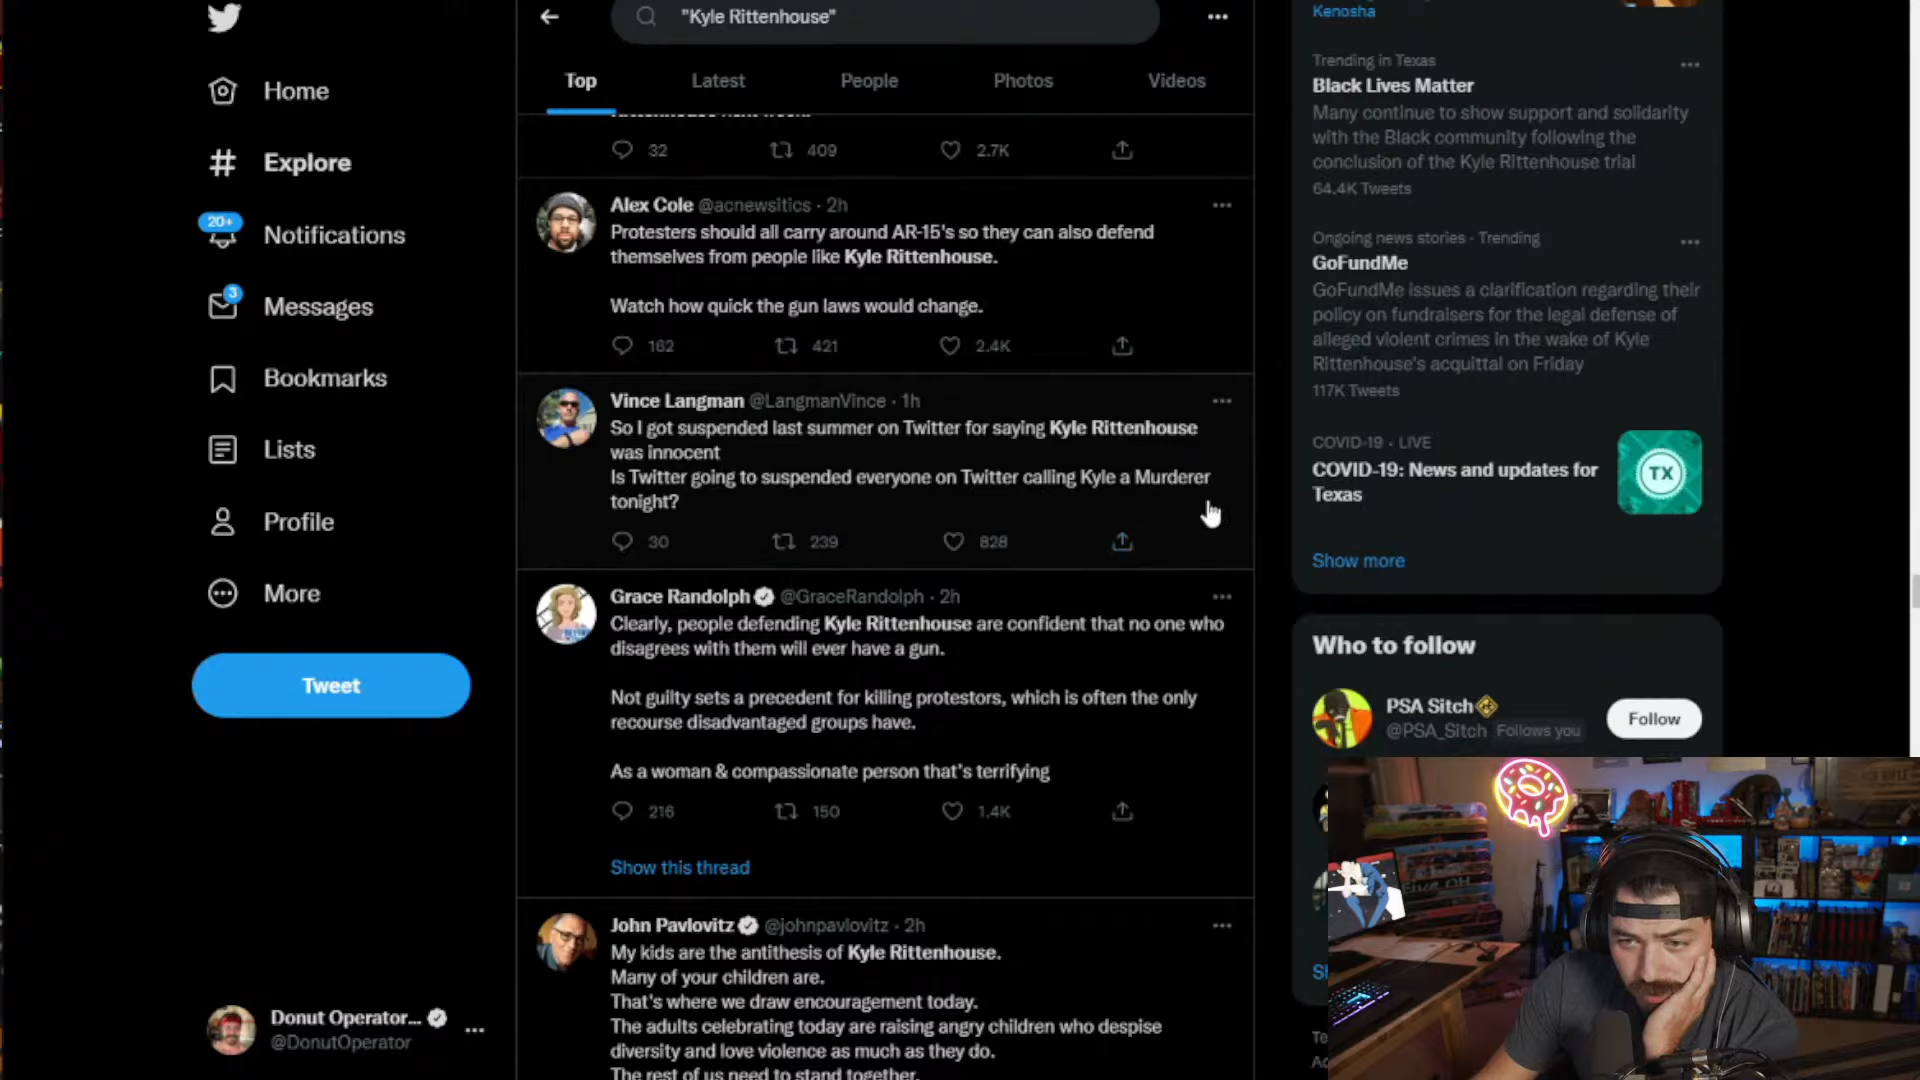 "Kyle Rittenhouse"
Top
Latest
People
Photos
Videos
Home
Explore
20+
Notifications
3
Messages
Bookmarks
Lists
Profile
More
Tweet
Donut Operator...
@DonutOperator
32
409
2.7K
Alex Cole @acnewsitics · 2h
Protesters should all carry around AR-15's so they can also defend
themselves from people like Kyle Rittenhouse.
Watch how quick the gun laws would change.
162
421
2.4K
Vince Langman @LangmanVince · 1h
So I got suspended last summer on Twitter for saying Kyle Rittenhouse
was innocent
Is Twitter going to suspended everyone on Twitter calling Kyle a Murderer
tonight?
30
239
828
Grace Randolph @GraceRandolph · 2h
Clearly, people defending Kyle Rittenhouse are confident that no one who
disagrees with them will ever have a gun.
Not guilty sets a precedent for killing protestors, which is often the only
recourse disadvantaged groups have.
As a woman & compassionate person that's terrifying
216
150
1.4K
Show this thread
John Pavlovitz @johnpavlovitz · 2h
My kids are the antithesis of Kyle Rittenhouse.
Many of your children are.
That's where we draw encouragement today.
The adults celebrating today are raising angry children who despise
diversity and love violence as much as they do.
The rest of us need to stand together.
Kenosha
Trending in Texas
Black Lives Matter
Many continue to show support and solidarity
with the Black community following the
conclusion of the Kyle Rittenhouse trial
64.4K Tweets
Ongoing news stories · Trending
GoFundMe
GoFundMe issues a clarification regarding their
policy on fundraisers for the legal defense of
alleged violent crimes in the wake of Kyle
Rittenhouse's acquittal on Friday
117K Tweets
COVID-19 · LIVE
COVID-19: News and updates for
Texas
TX
Show more
Who to follow
PSA Sitch
@PSA_Sitch Follows you
Follow